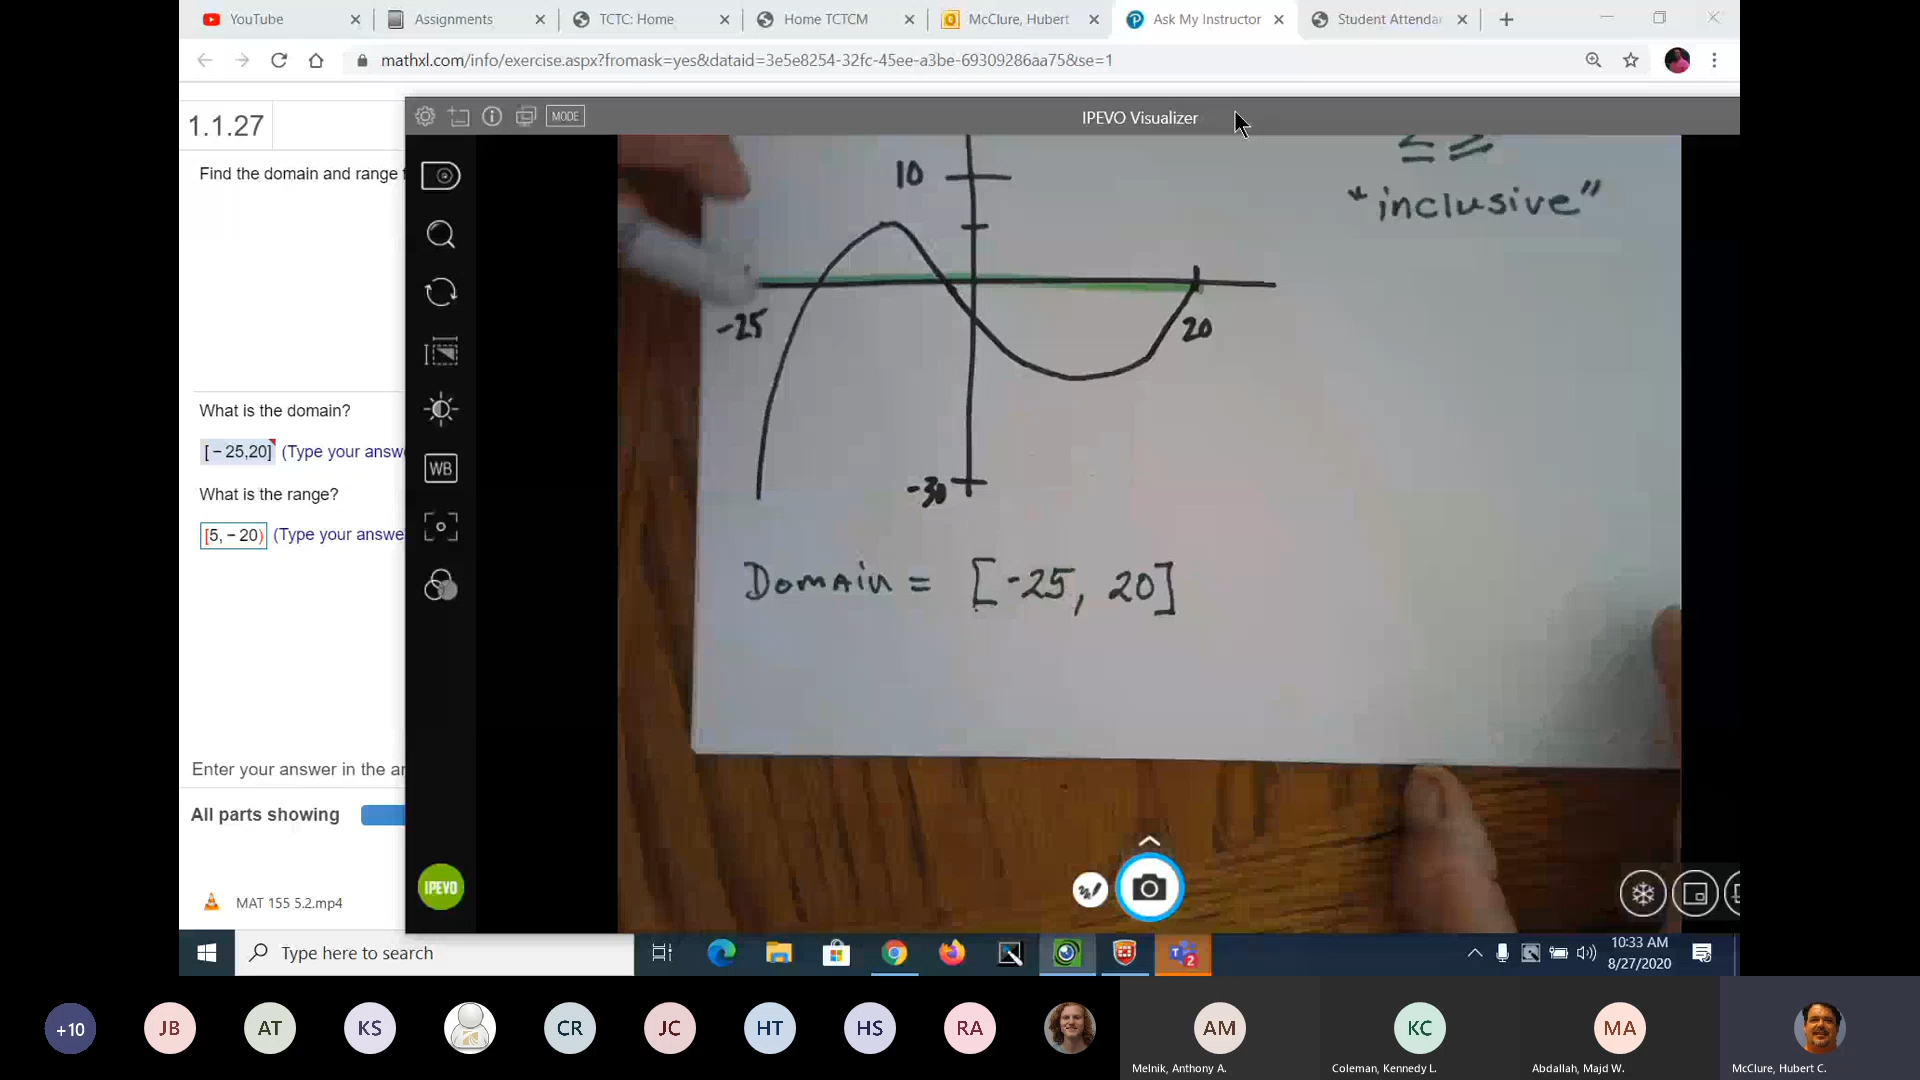 YouTube
Assignments
TCTC: Home
Home TCTCM
McClure, Hubert
Ask My Instructor
Student Attendan
mathxl.com/info/exercise.aspx?fromask=yes&dataid=3e5e8254-32fc-45ee-a3be-69309286aa75&se=1
1.1.27
MODE
IPEVO Visualizer
Find the domain and range
≤ ≥
"inclusive"
10
-25
20
-30
What is the domain?
[-25,20] (Type your answ
What is the range?
[5,-20) (Type your answe
WB
Domain = [-25, 20]
Enter your answer in the an
All parts showing
IPEVO
MAT 155 5.2.mp4
Type here to search
2
10:33 AM
8/27/2020
+10
JB
AT
KS
CR
JC
HT
HS
RA
AM
KC
MA
Melnik, Anthony A.
Coleman, Kennedy L.
Abdallah, Majd W.
McClure, Hubert C.